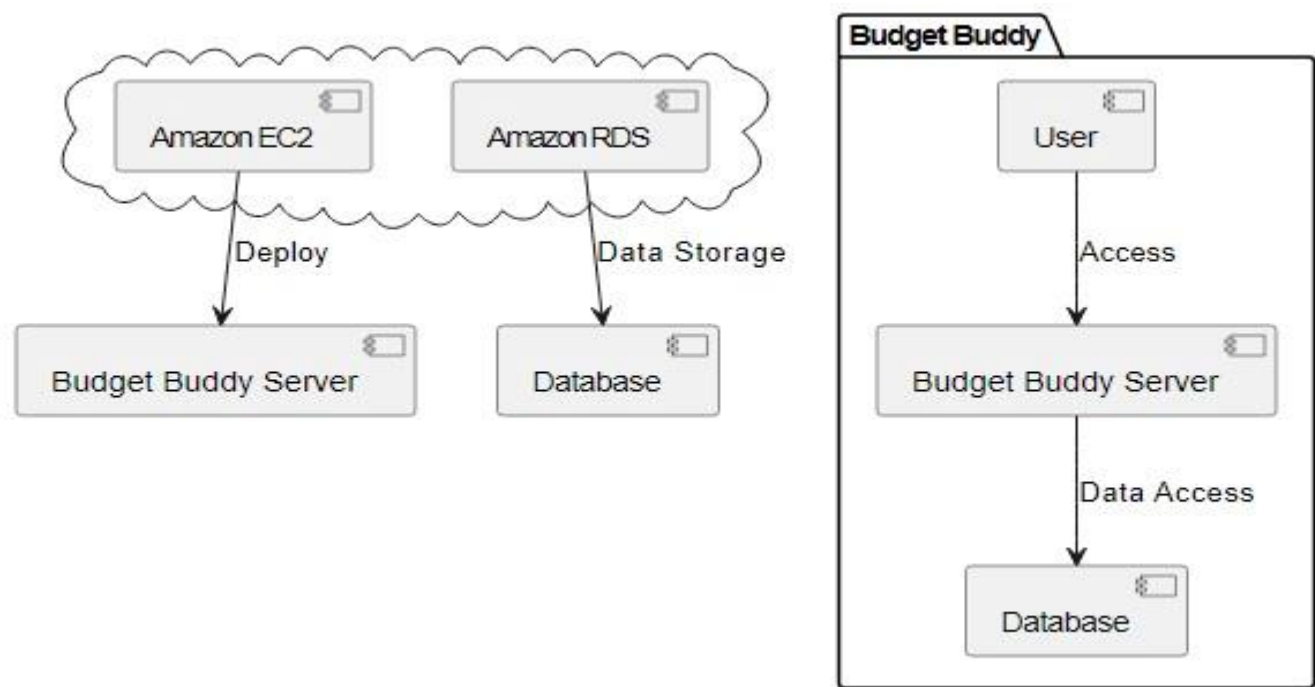 Budget Buddy
Amazon EC2
Amazon RDS
User
Deploy
Data Storage
Access
Budget Buddy Server
Database
Budget Buddy Server
Data Access
Database